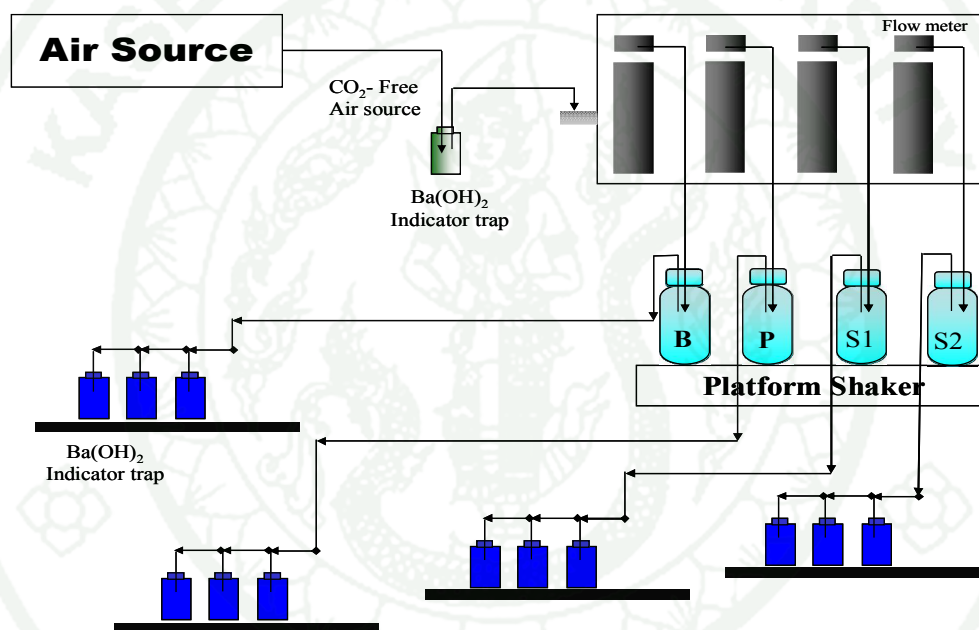 Air Source
Flow meter
CO₂- Free
Air source
Ba(OH)₂
Indicator trap
B
P
S1
S2
Platform Shaker
Ba(OH)₂
Indicator trap